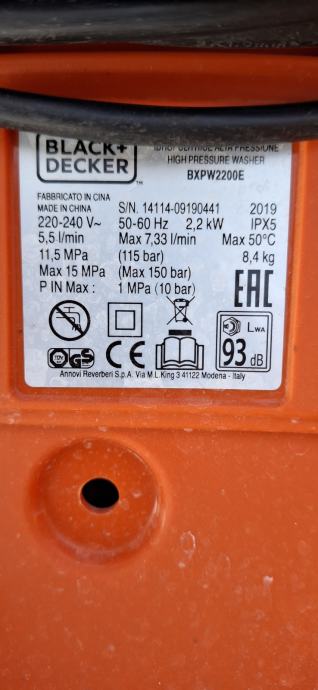 BLACK+
DECKER
IDROPULITRICE ALTA PRESSIONE
HIGH PRESSURE WASHER
BXPW2200E
FABBRICATO IN CINA
MADE IN CHINA
S/N. 14114-09190441
2019
220-240 V~ 50-60 Hz 2,2 kW IPX5
5,5 l/min Max 7,33 l/min Max 50°C
11,5 MPa (115 bar) 8,4 kg
Max 15 MPa (Max 150 bar)
P IN Max : 1 MPa (10 bar)
EAC
TÜV GS CE
LWA
93 dB
Annovi Reverberi S.p.A. Via M.L.King 3 41122 Modena - Italy